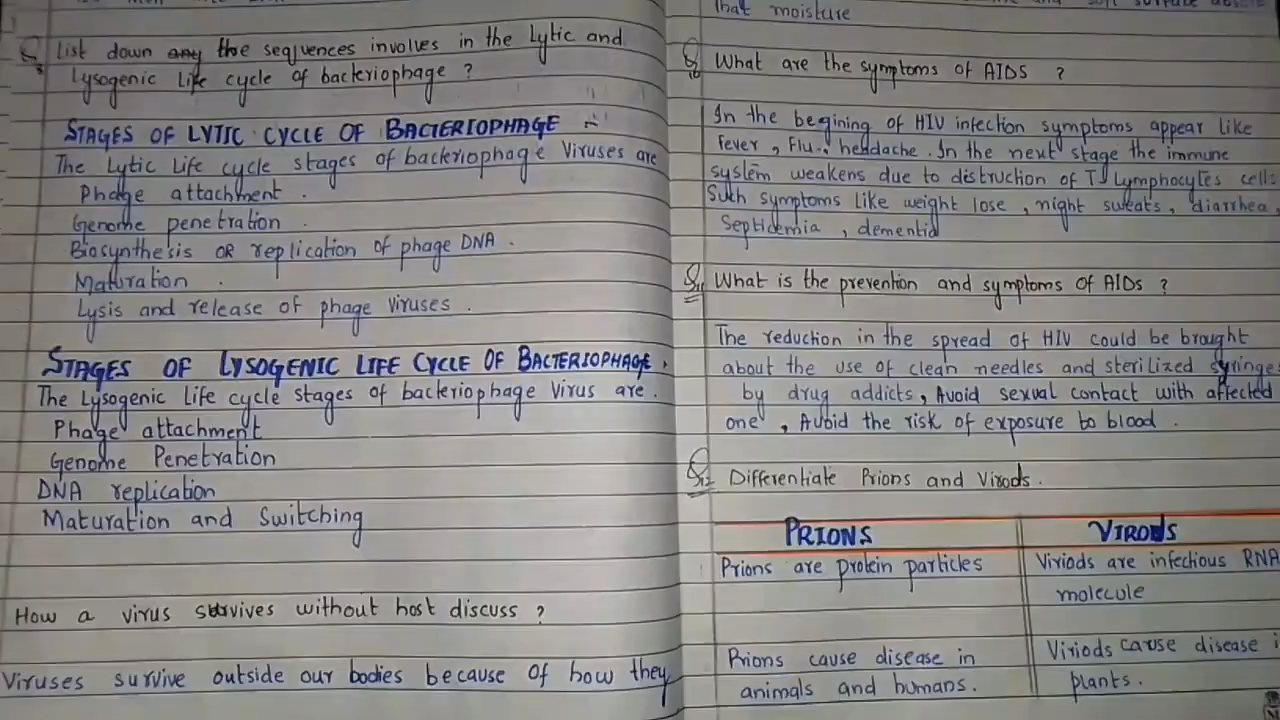 List down any the sequences involves in the Lytic and
Lysogenic Life cycle of bacteriophage ?
STAGES OF LYTIC CYCLE OF BACTERIOPHAGE :-
The Lytic Life cycle stages of bacteriophage Viruses are
Phage attachment .
Genome penetration .
Biosynthesis OR replication of phage DNA .
Maturation .
Lysis and release of phage Viruses .
STAGES OF LYSOGENIC LIFE CYCLE OF BACTERIOPHAGE .
The Lysogenic Life cycle stages of bacteriophage Virus are .
Phage attachment
Genome Penetration
DNA replication
Maturation and Switching
How a virus survives without host discuss ?
Viruses survive outside our bodies because of how they
that moisture
Q10 What are the symptoms of AIDS ?
In the begining of HIV infection symptoms appear like
fever , Flu , headache . In the next stage the immune
system weakens due to distruction of T Lymphocytes cells
Such symptoms like weight lose , night sweats , diarrhea ,
Septidemia , dementid
Q11 What is the prevention and symptoms of AIDs ?
The reduction in the spread of HIV could be brought
about the use of clean needles and sterilized syringe
by drug addicts , Avoid sexual contact with affected
one , Avoid the risk of exposure to blood .
Q12 Differentiate Prions and Virods .
PRIONS VIRODS
Prions are protein particles Viriods are infectious RNA
molecule
Prions cause disease in Viriods cause disease i
animals and humans . plants .